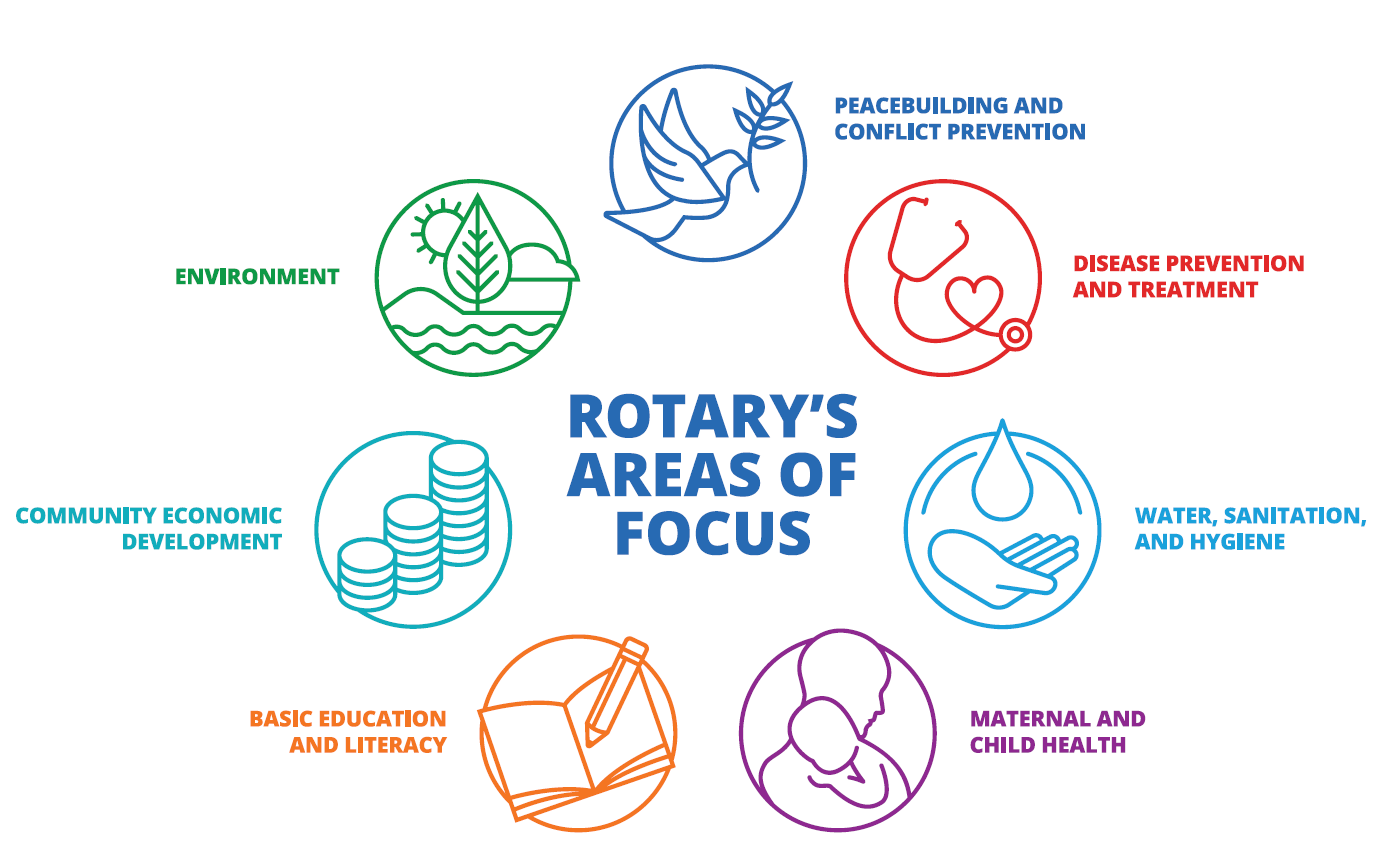 PEACEBUILDING AND
CONFLICT PREVENTION
ENVIRONMENT
DISEASE PREVENTION
AND TREATMENT
ROTARY’S
AREAS OF
FOCUS
COMMUNITY ECONOMIC
DEVELOPMENT
WATER, SANITATION,
AND HYGIENE
BASIC EDUCATION
AND LITERACY
MATERNAL AND
CHILD HEALTH